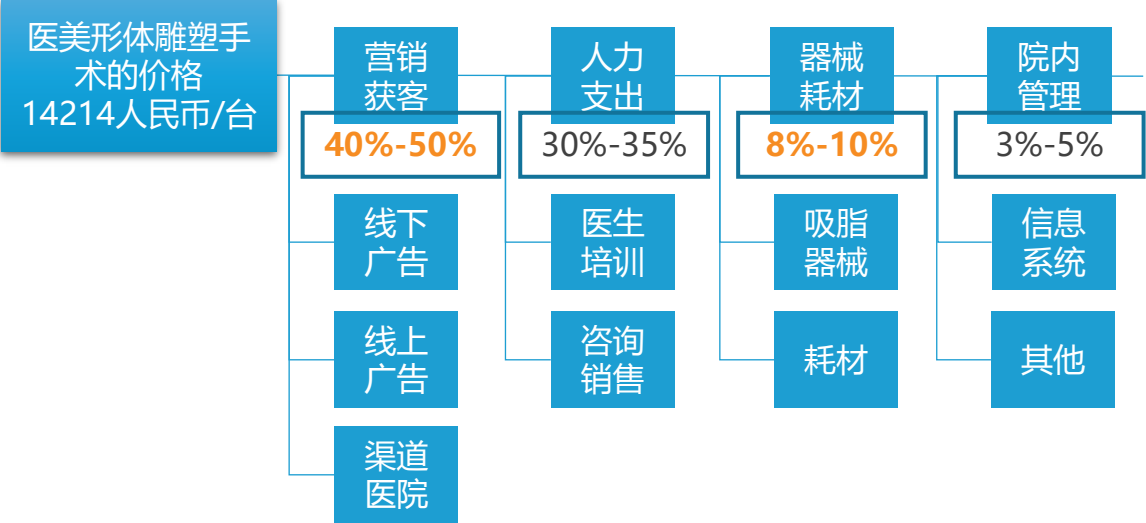 医美形体雕塑手
术的价格
14214人民币/台
营销
获客
40%-50%
线下
广告
线上
广告
渠道
医院
人力
支出
30%-35%
医生
培训
咨询
销售
器械
耗材
8%-10%
吸脂
器械
耗材
院内
管理
3%-5%
信息
系统
其他